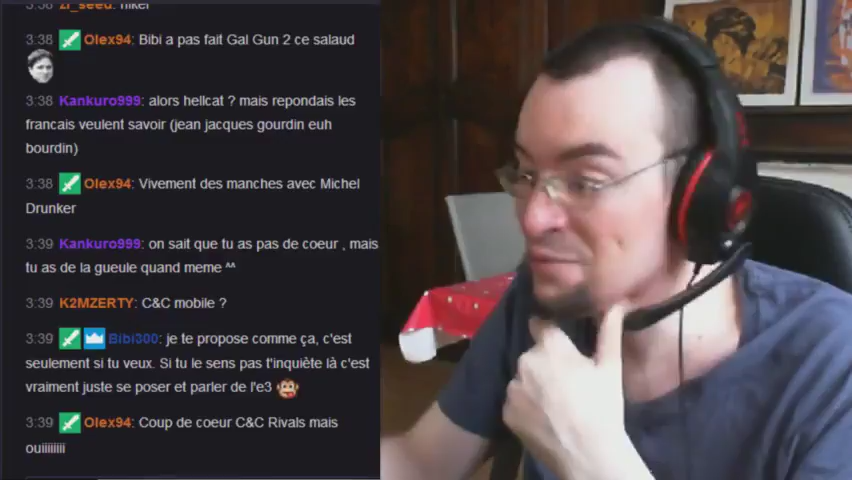 3:38 zr_seed: hiker
3:38 Olex94: Bibi a pas fait Gal Gun 2 ce salaud
3:38 Kankuro999: alors hellcat ? mais repondais les
francais veulent savoir (jean jacques gourdin euh
bourdin)
3:38 Olex94: Vivement des manches avec Michel
Drunker
3:39 Kankuro999: on sait que tu as pas de coeur , mais
tu as de la gueule quand meme ^^
3:39 K2MZERTY: C&C mobile ?
3:39 Bibi300: je te propose comme ça, c'est
seulement si tu veux. Si tu le sens pas t'inquiète là c'est
vraiment juste se poser et parler de l'e3
3:39 Olex94: Coup de coeur C&C Rivals mais
ouiiiiiiii